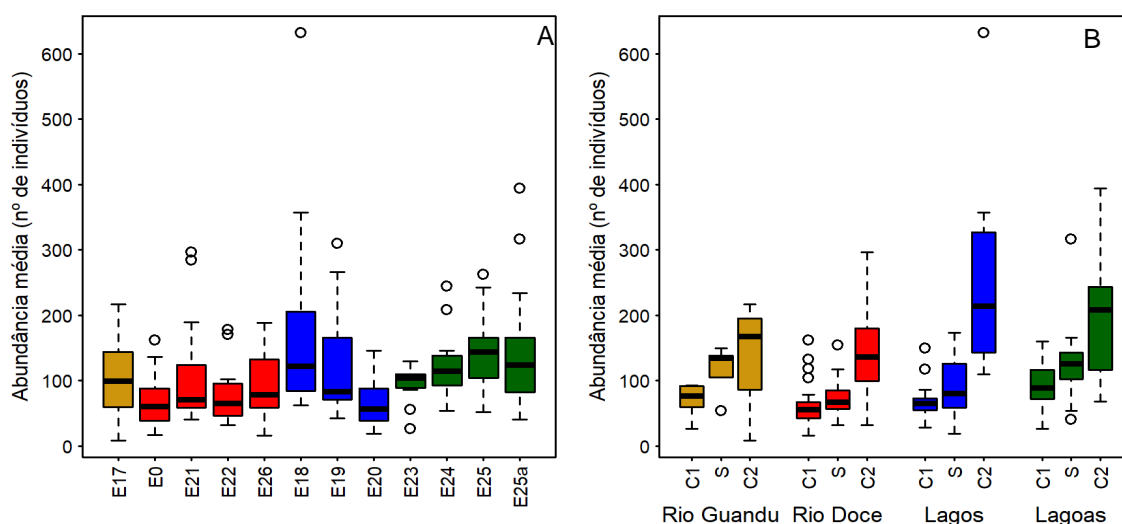 A
Abundância média (nº de indivíduos)
600
500
400
300
200
100
0
E17 E0 E21 E22 E26 E18 E19 E20 E23 E24 E25 E25a
B
Abundância média (nº de indivíduos)
600
500
400
300
200
100
0
C1 S C2 C1 S C2 C1 S C2 C1 S C2
Rio Guandu Rio Doce Lagos Lagoas